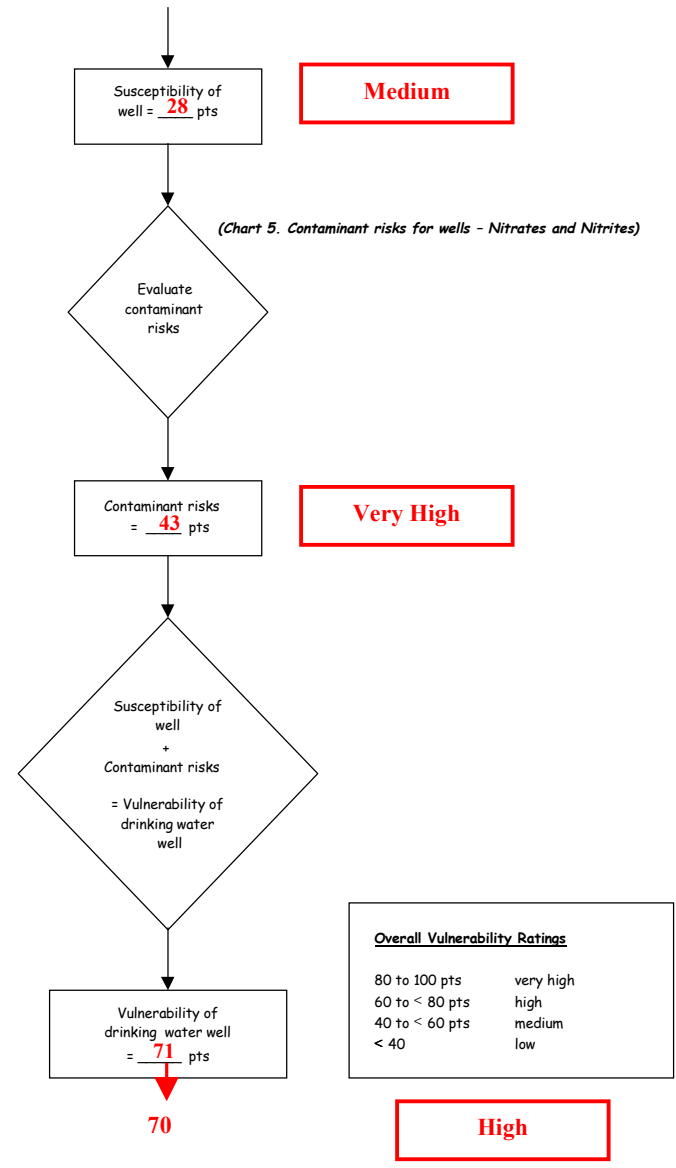 Susceptibility of
well = 28 pts
Medium
(Chart 5. Contaminant risks for wells – Nitrates and Nitrites)
Evaluate
contaminant
risks
Contaminant risks
= 43 pts
Very High
Susceptibility of
well
+
Contaminant risks
= Vulnerability of
drinking water
well
Overall Vulnerability Ratings
80 to 100 pts very high
60 to < 80 pts high
40 to < 60 pts medium
< 40 low
Vulnerability of
drinking water well
= 71 pts
70
High